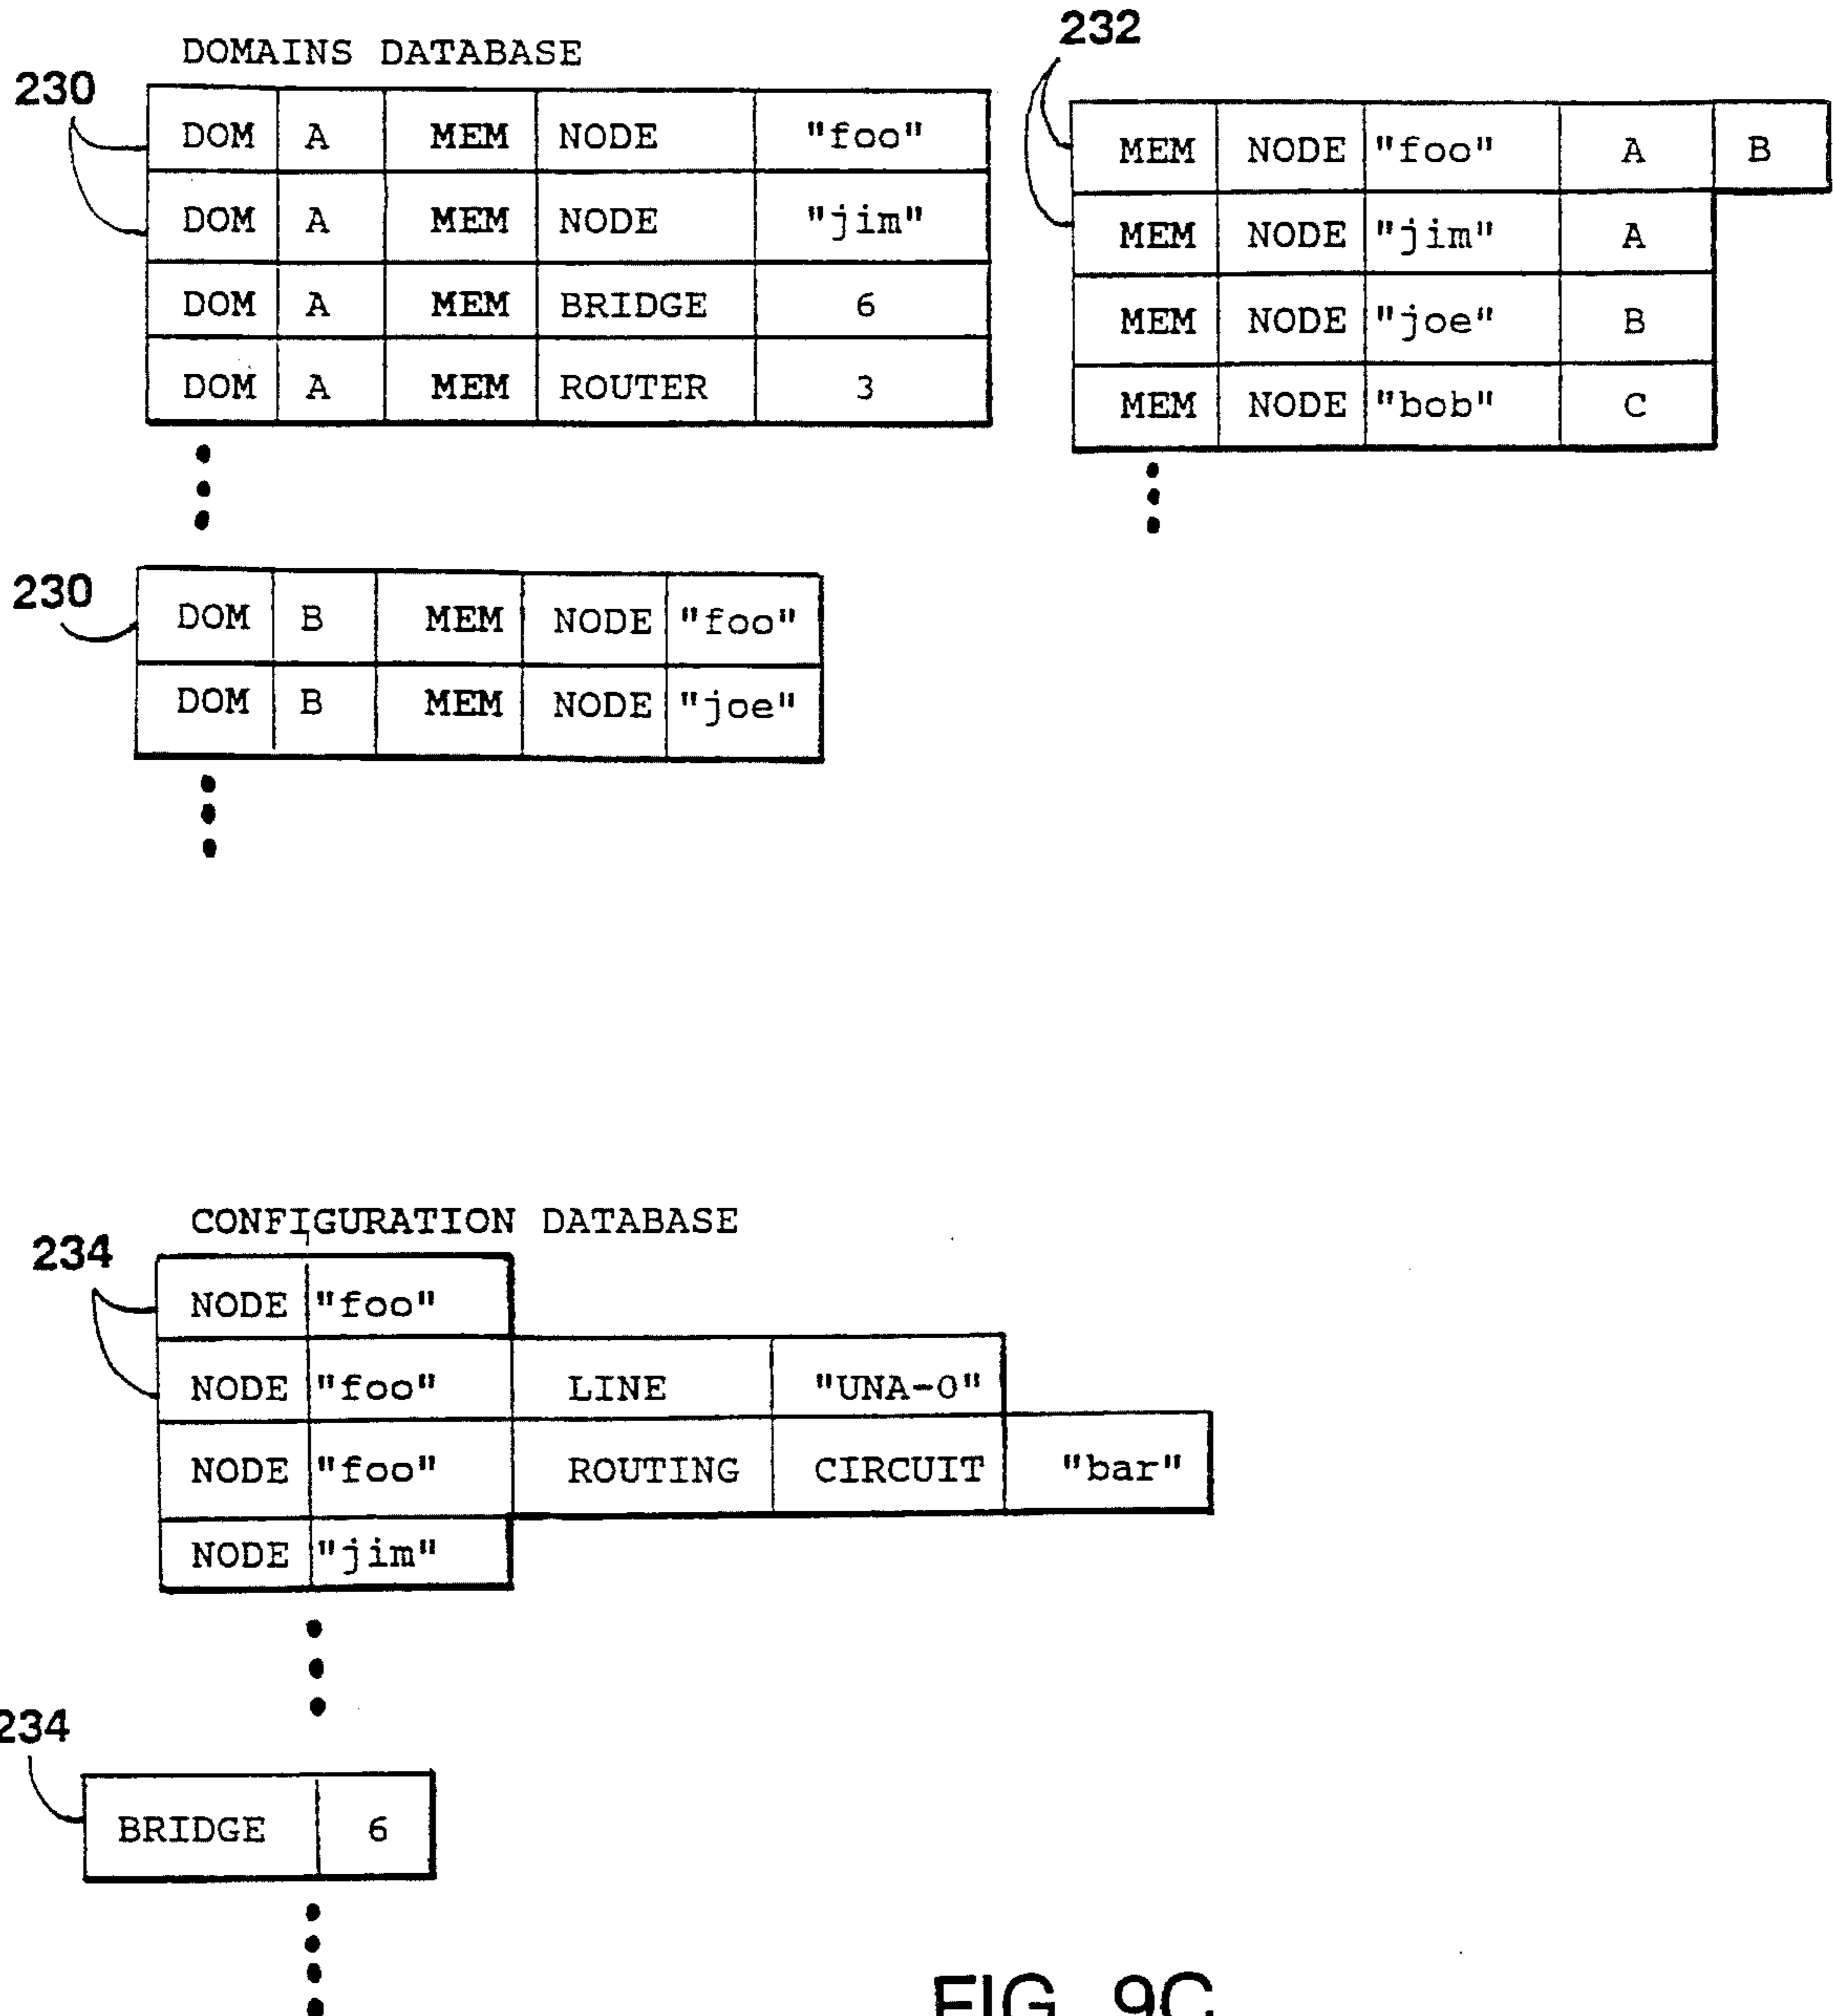 DOMAINS DATABASE
230
DOM A MEM NODE "foo"
DOM A MEM NODE "jim"
DOM A MEM BRIDGE 6
DOM A MEM ROUTER 3
232
MEM NODE "foo" A B
MEM NODE "jim" A
MEM NODE "joe" B
MEM NODE "bob" C
230
DOM B MEM NODE "foo"
DOM B MEM NODE "joe"
CONFIGURATION DATABASE
234
NODE "foo"
NODE "foo" LINE "UNA-0"
NODE "foo" ROUTING CIRCUIT "bar"
NODE "jim"
234
BRIDGE 6
FIG. 9C